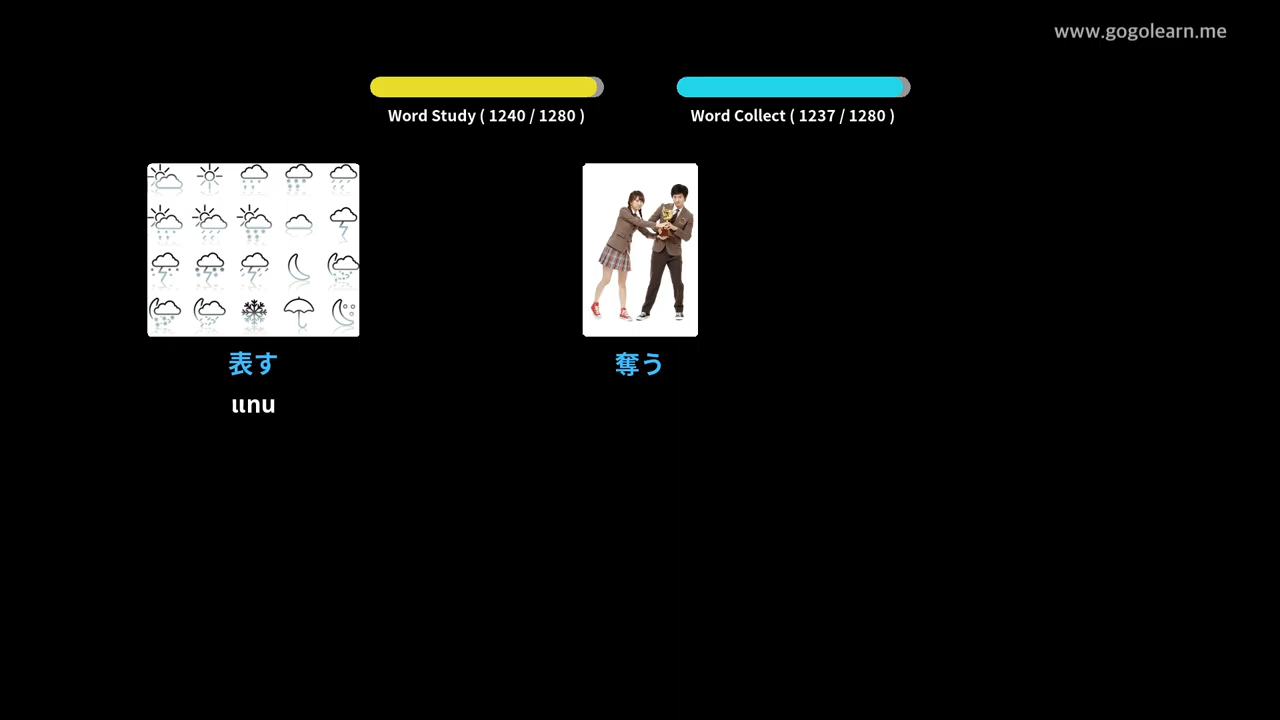 www.gogolearn.me
Word Study ( 1240 / 1280 )
Word Collect ( 1237 / 1280 )
表す
奪う
แทน